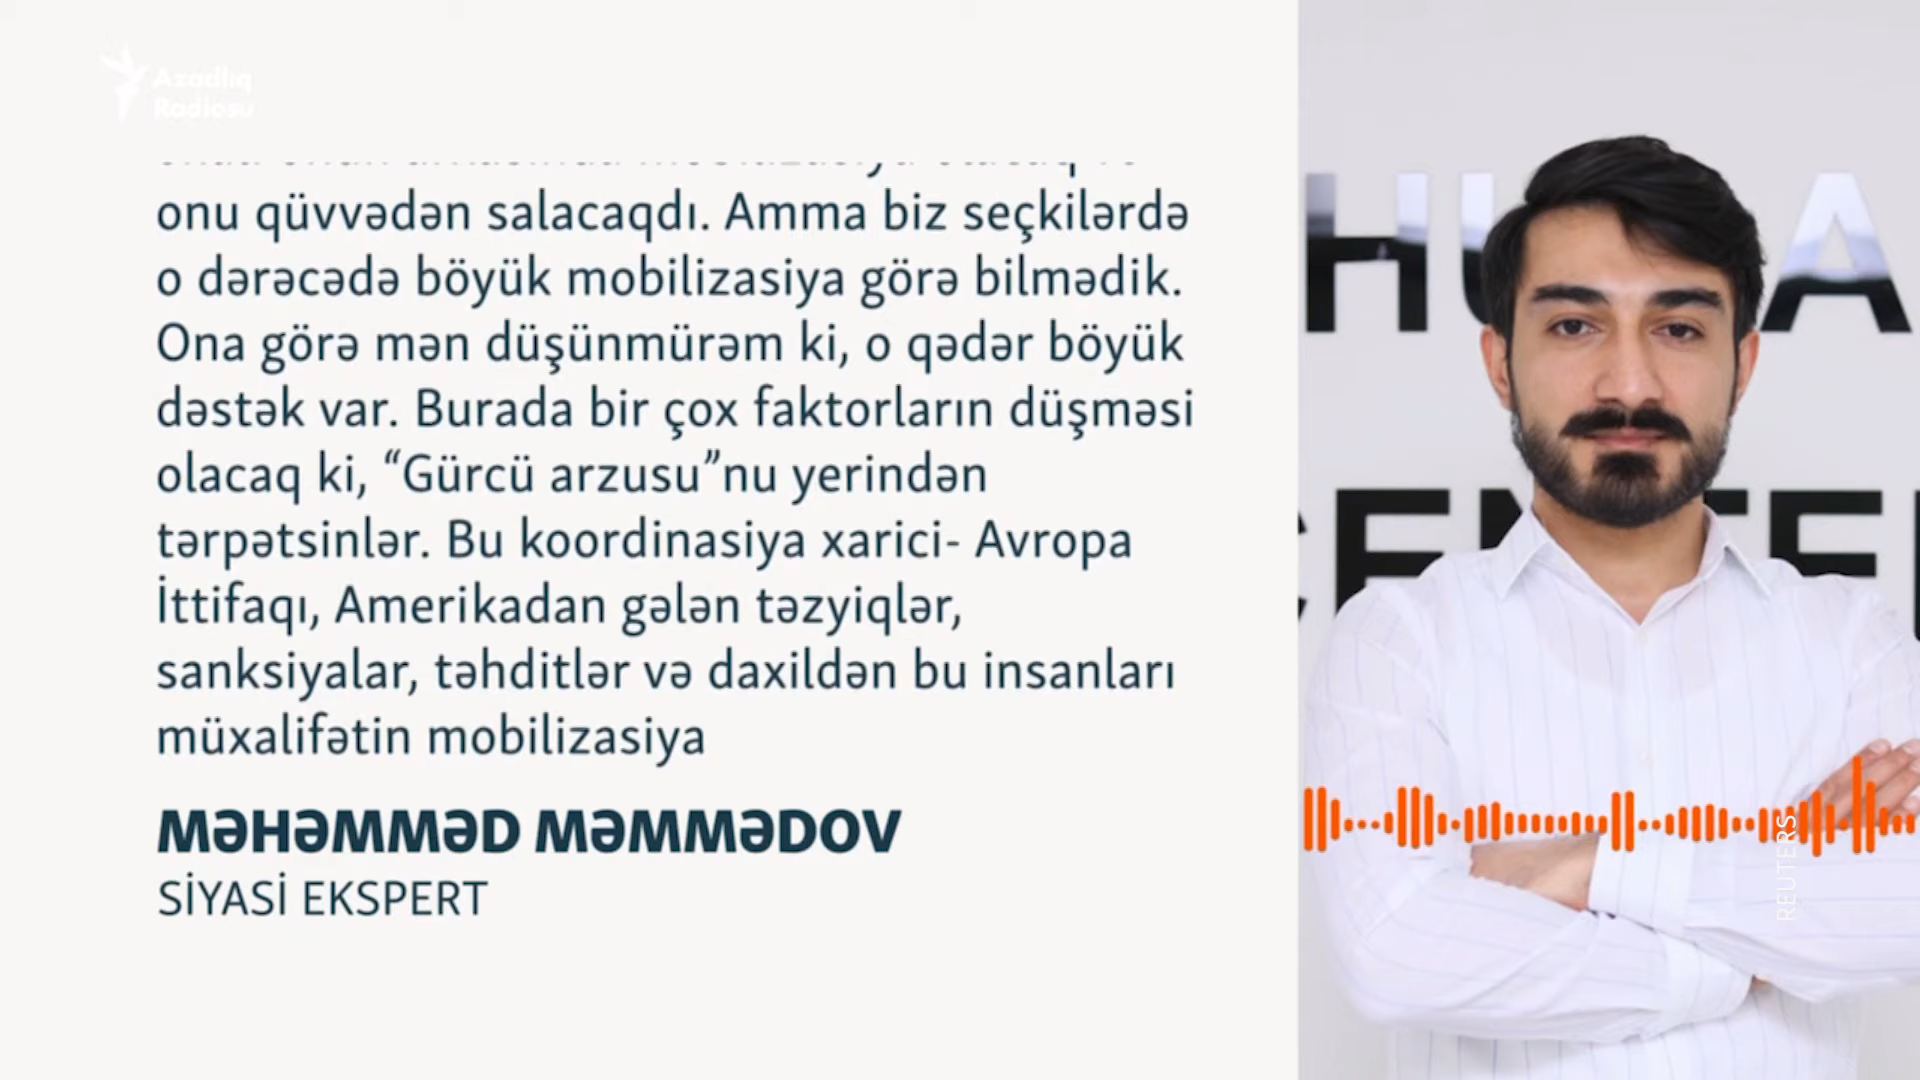 Azadlıq
Radiosu
onu qüvvədən salacaqdı. Amma biz seçkilərdə
o dərəcədə böyük mobilizasiya görə bilmədik.
Ona görə mən düşünmürəm ki, o qədər böyük
dəstək var. Burada bir çox faktorların düşməsi
olacaq ki, “Gürcü arzusu”nu yerindən
tərpətsinlər. Bu koordinasiya xarici- Avropa
İttifaqı, Amerikadan gələn təzyiqlər,
sanksiyalar, təhditlər və daxildən bu insanları
müxalifətin mobilizasiya
MƏHƏMMƏD MƏMMƏDOV
SİYASİ EKSPERT
REUTERS